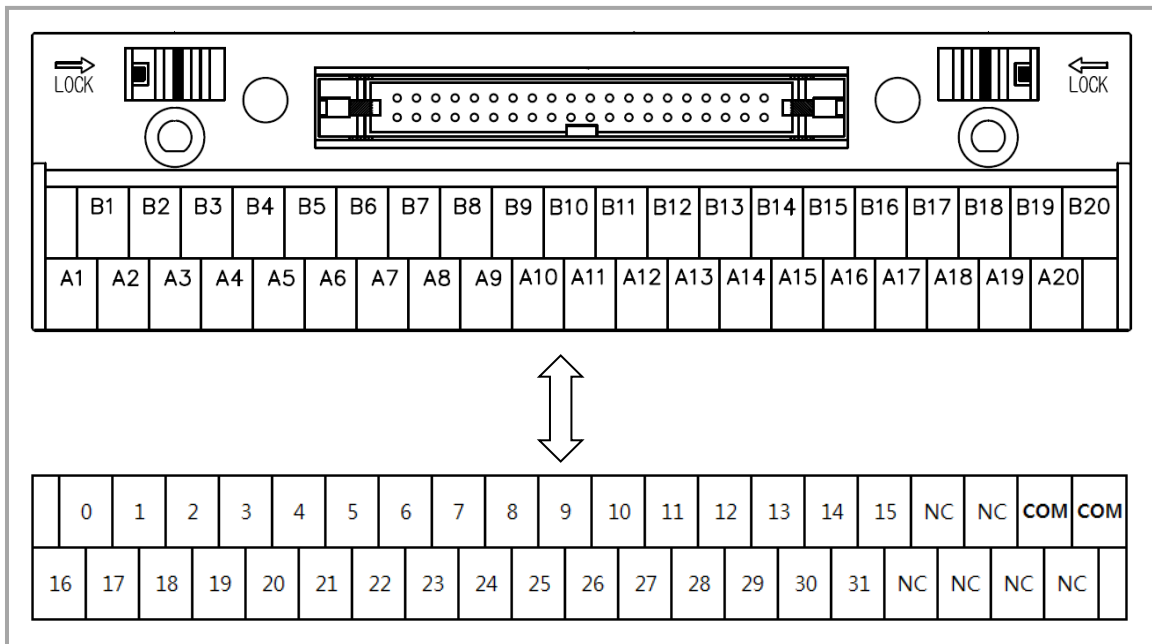 LOCK LOCK
B1 B2 B3 B4 B5 B6 B7 B8 B9 B10 B11 B12 B13 B14 B15 B16 B17 B18 B19 B20
A1 A2 A3 A4 A5 A6 A7 A8 A9 A10 A11 A12 A13 A14 A15 A16 A17 A18 A19 A20
0 1 2 3 4 5 6 7 8 9 10 11 12 13 14 15 NC NC COM COM
16 17 18 19 20 21 22 23 24 25 26 27 28 29 30 31 NC NC NC NC